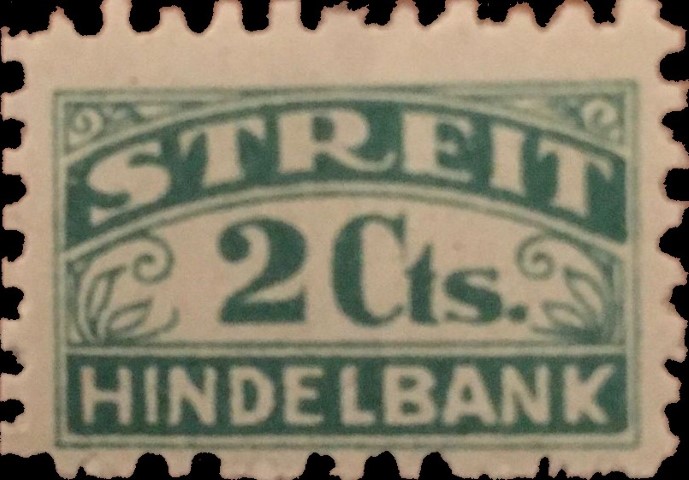 STREIT
2 Cts.
HINDELBANK